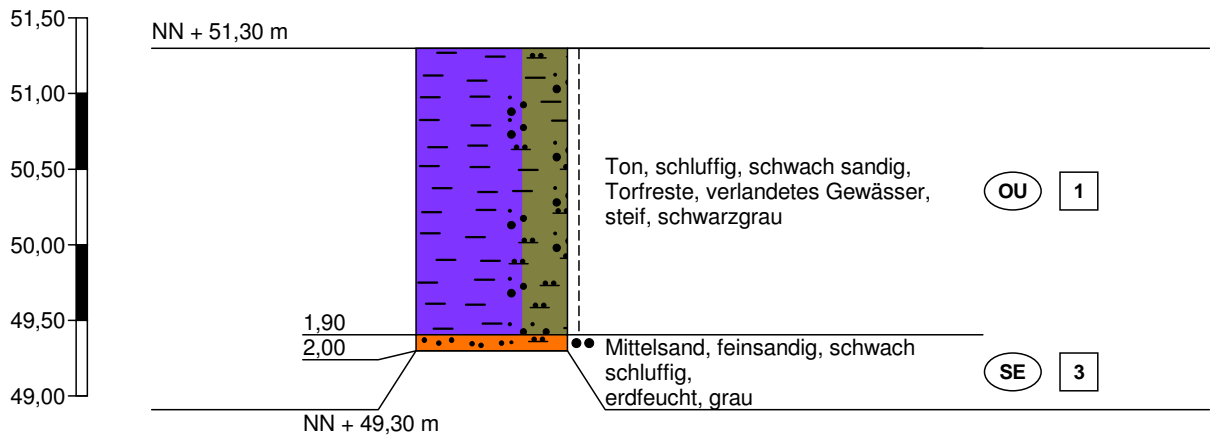 51,50
NN + 51,30 m
51,00
50,50
Ton, schluffig, schwach sandig,
Torfreste, verlandetes Gewässer,
steif, schwarzgrau
OU
1
50,00
49,50
1,90
2,00
Mittelsand, feinsandig, schwach
schluffig,
erdfeucht, grau
SE
3
49,00
NN + 49,30 m